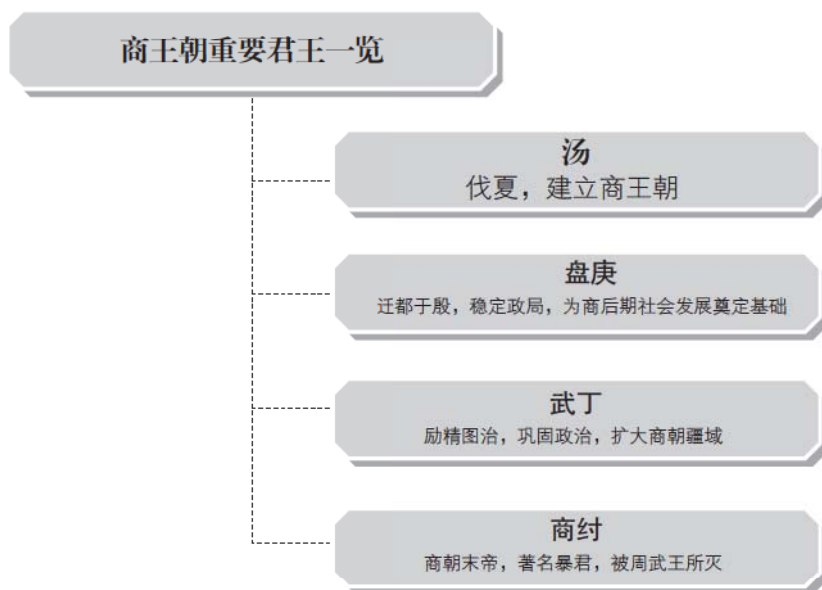 商王朝重要君王一览
汤
伐夏，建立商王朝
盘庚
迁都于殷，稳定政局，为商后期社会发展奠定基础
武丁
励精图治，巩固政治，扩大商朝疆域
商纣
商朝末帝，著名暴君，被周武王所灭